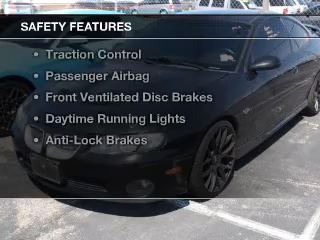 SAFETY FEATURES
• Traction Control
• Passenger Airbag
• Front Ventilated Disc Brakes
• Daytime Running Lights
• Anti-Lock Brakes